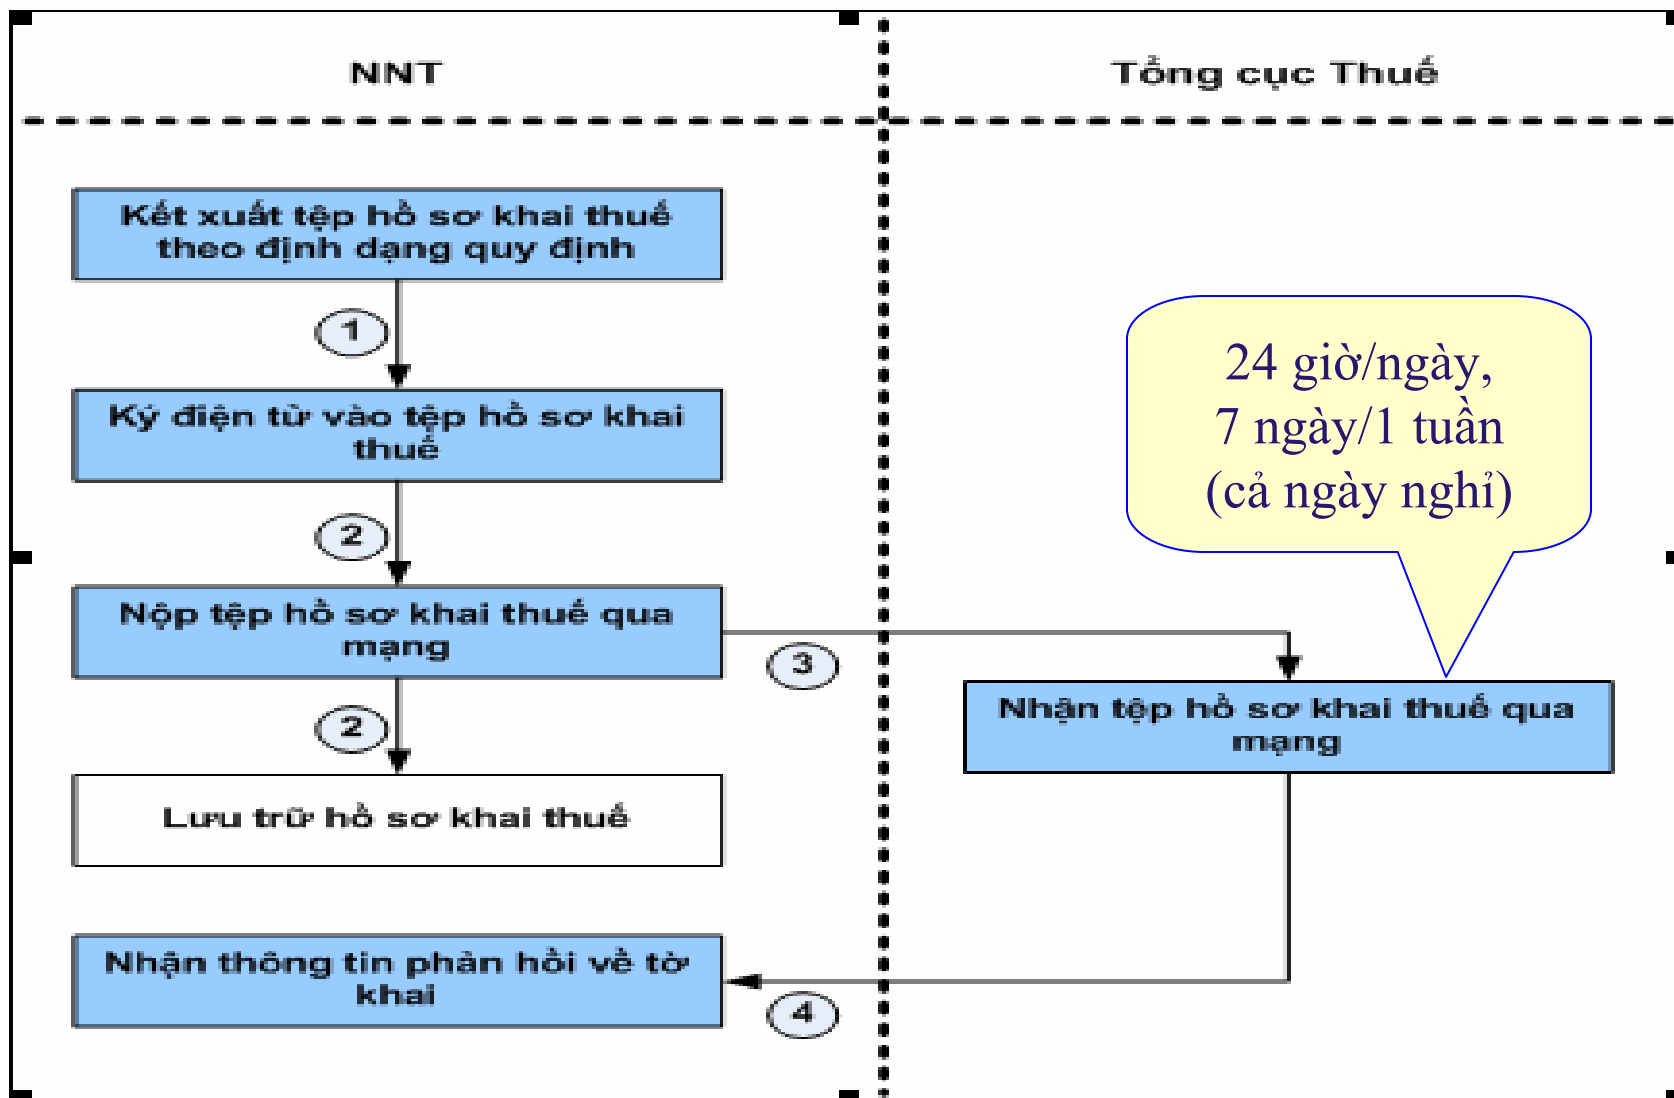 NNT
Tổng cục Thuế
Kết xuất tệp hồ sơ khai thuế
theo định dạng quy định
1
Ký điện tử vào tệp hồ sơ khai
thuế
2
Nộp tệp hồ sơ khai thuế qua
mạng
3
2
Lưu trữ hồ sơ khai thuế
24 giờ/ngày,
7 ngày/1 tuần
(cả ngày nghỉ)
Nhận tệp hồ sơ khai thuế qua
mạng
Nhận thông tin phản hồi về tờ
khai
4